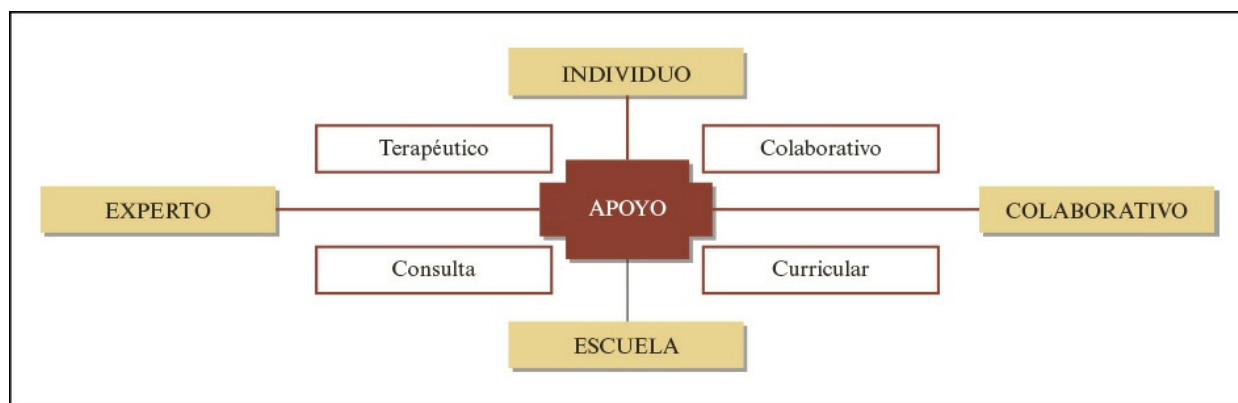 INDIVIDUO
Terapéutico
Colaborativo
EXPERTO
APOYO
COLABORATIVO
Consulta
Curricular
ESCUELA